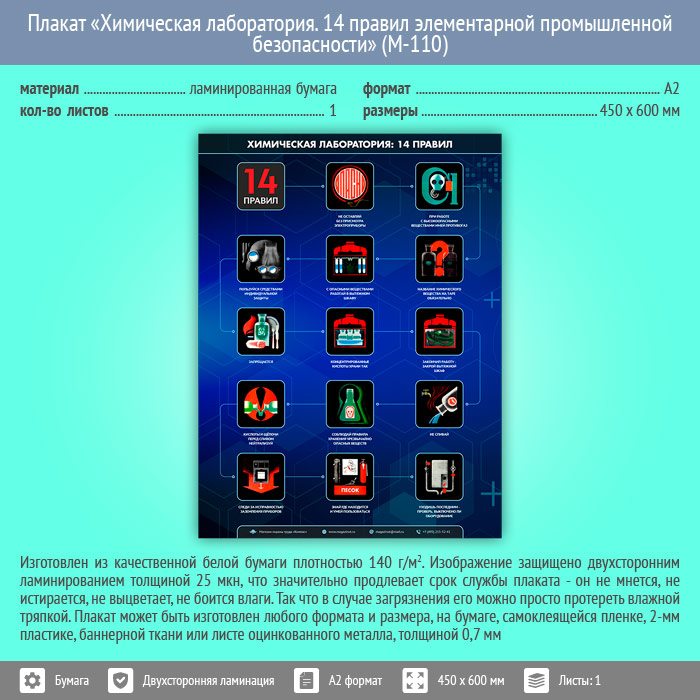 Плакат «Химическая лаборатория. 14 правил элементарной промышленной
безопасности» (М-110)
материал ................................ ламинированная бумага
формат ................................ А2
кол-во листов ................................ 1
размеры ................................ 450 х 600 мм
ХИМИЧЕСКАЯ ЛАБОРАТОРИЯ: 14 ПРАВИЛ
14
ПРАВИЛ
НЕ ОСТАВЛЯЙ
БЕЗ ПРИСМОТРА
ЭЛЕКТРОПРИБОРЫ
ПРИ РАБОТЕ
С ВЫСОКООПАСНЫМИ
ВЕЩЕСТВАМИ ИМЕЙ ПРОТИВОГАЗ
ПОЛЬЗУЙСЯ СРЕДСТВАМИ
ИНДИВИДУАЛЬНОЙ
ЗАЩИТЫ
С ОПАСНЫМИ ВЕЩЕСТВАМИ
РАБОТАЙ В ВЫТЯЖНОМ
ШКАФУ
НАЗВАНИЕ ХИМИЧЕСКОГО
ВЕЩЕСТВА НА ТАРЕ
ОБЯЗАТЕЛЬНО
ЗАПРЕЩАЕТСЯ
КОНЦЕНТРИРОВАННЫЕ
КИСЛОТЫ ХРАНИ ТАК
ЗАКОНЧИЛ РАБОТУ -
ЗАКРОЙ ВЫТЯЖНОЙ
ШКАФ
КИСЛОТЫ И ЩЁЛОЧИ
ПЕРЕД СЛИВОМ
НЕЙТРАЛИЗУЙ
СОБЛЮДАЙ ПРАВИЛА
ХРАНЕНИЯ ЧРЕЗВЫЧАЙНО
ОПАСНЫХ ВЕЩЕСТВ
НЕ СЛИВАЙ
СЛЕДИ ЗА ИСПРАВНОСТЬЮ
ЗАЗЕМЛЕНИЯ ПРИБОРОВ
ПЕСОК
ЗНАЙ ГДЕ НАХОДИТСЯ
И УМЕЙ ПОЛЬЗОВАТЬСЯ
УХОДИШЬ ПОСЛЕДНИМ -
ПРОВЕРЬ, ВЫКЛЮЧЕНО ЛИ
ОБОРУДОВАНИЕ
Изготовлен из качественной белой бумаги плотностью 140 г/м². Изображение защищено двухсторонним
ламинированием толщиной 25 мкн, что значительно продлевает срок службы плаката - он не мнется, не
истирается, не выцветает, не боится влаги. Так что в случае загрязнения его можно просто протереть влажной
тряпкой. Плакат может быть изготовлен любого формата и размера, на бумаге, самоклеящейся пленке, 2-мм
пластике, баннерной ткани или листе оцинкованного металла, толщиной 0,7 мм
Бумага
Двухсторонняя ламинация
А2 формат
450 х 600 мм
Листы: 1